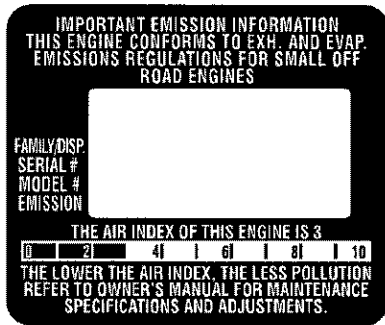 IMPORTANT EMISSION INFORMATION
THIS ENGINE CONFORMS TO EXH. AND EVAP.
EMISSIONS REGULATIONS FOR SMALL OFF
ROAD ENGINES
FAMILY/DISP.
SERIAL #
MODEL #
EMISSION
THE AIR INDEX OF THIS ENGINE IS 3
0 2 4 6 8 10
THE LOWER THE AIR INDEX, THE LESS POLLUTION
REFER TO OWNER'S MANUAL FOR MAINTENANCE
SPECIFICATIONS AND ADJUSTMENTS.